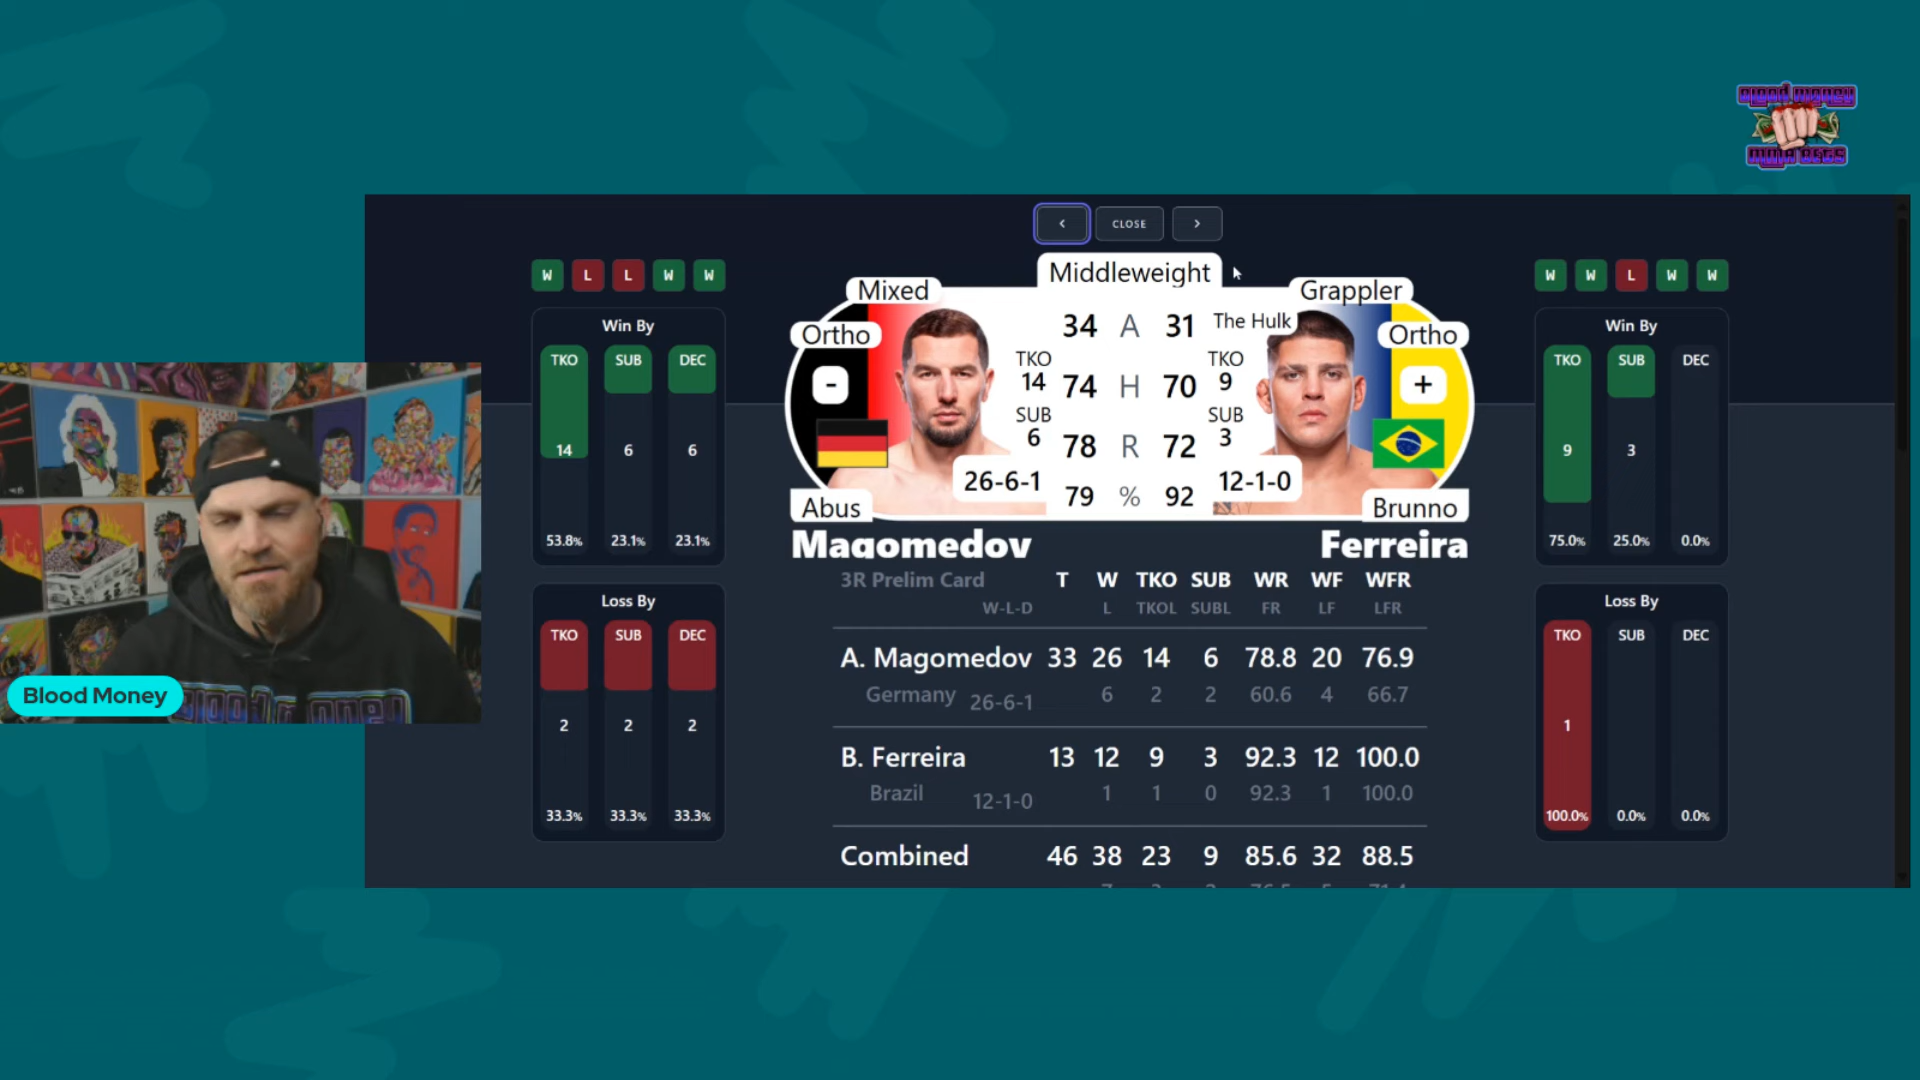 BLOOD MONEY
MMA BETS
< CLOSE >
W L L W W
Win By
TKO SUB DEC
14 6 6
53.8% 23.1% 23.1%
Loss By
TKO SUB DEC
2 2 2
33.3% 33.3% 33.3%
Middleweight
Mixed Grappler
Ortho The Hulk Ortho
34 A 31
TKO TKO
14 74 H 70 9
- +
SUB SUB
6 78 R 72 3
26-6-1 12-1-0
79 % 92
Abus Brunno
Magomedov Ferreira
3R Prelim Card T W TKO SUB WR WF WFR
W-L-D L TKOL SUBL FR LF LFR
A. Magomedov 33 26 14 6 78.8 20 76.9
Germany 26-6-1 6 2 2 60.6 4 66.7
B. Ferreira 13 12 9 3 92.3 12 100.0
Brazil 12-1-0 1 1 0 92.3 1 100.0
Combined 46 38 23 9 85.6 32 88.5
W W L W W
Win By
TKO SUB DEC
9 3
75.0% 25.0% 0.0%
Loss By
TKO SUB DEC
1
100.0% 0.0% 0.0%
Blood Money